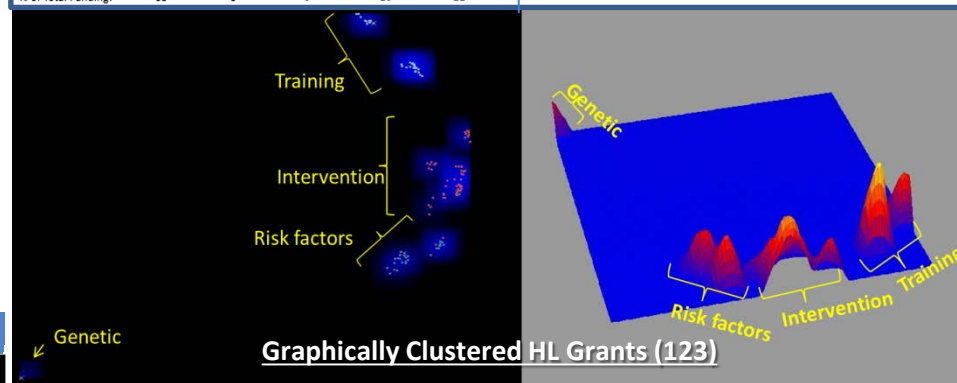 Training
Intervention
Risk factors
Genetic
Genetic
Risk factors
Intervention
Training
Graphically Clustered HL Grants (123)